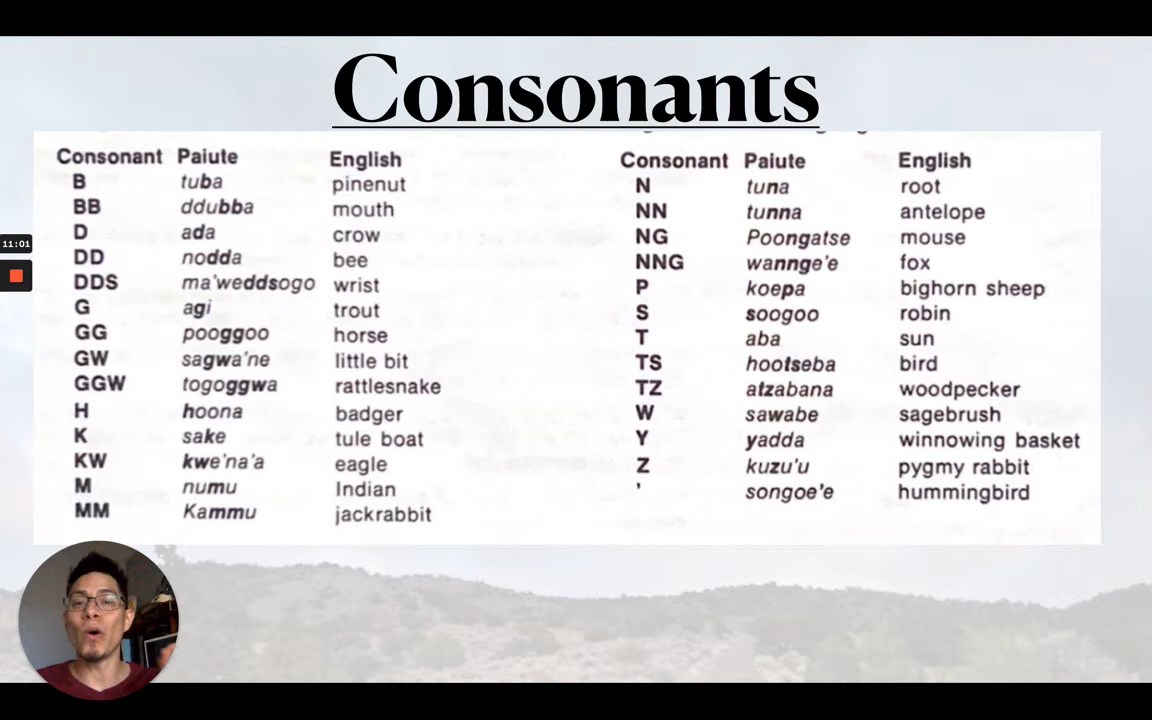 Consonants
Consonant Paiute English
B tuba pinenut
BB ddubba mouth
D ada crow
DD nodda bee
DDS ma'weddsogo wrist
G agi trout
GG pooggoo horse
GW sagwa'ne little bit
GGW togoggwa rattlesnake
H hoona badger
K sake tule boat
KW kwe'na'a eagle
M numu Indian
MM Kammu jackrabbit
Consonant Paiute English
N tuna root
NN tunna antelope
NG Poongatse mouse
NNG wannge'e fox
P koepa bighorn sheep
S soogoo robin
T aba sun
TS hootseba bird
TZ atzabana woodpecker
W sawabe sagebrush
Y yadda winnowing basket
Z kuzu'u pygmy rabbit
' songoe'e hummingbird
11:01